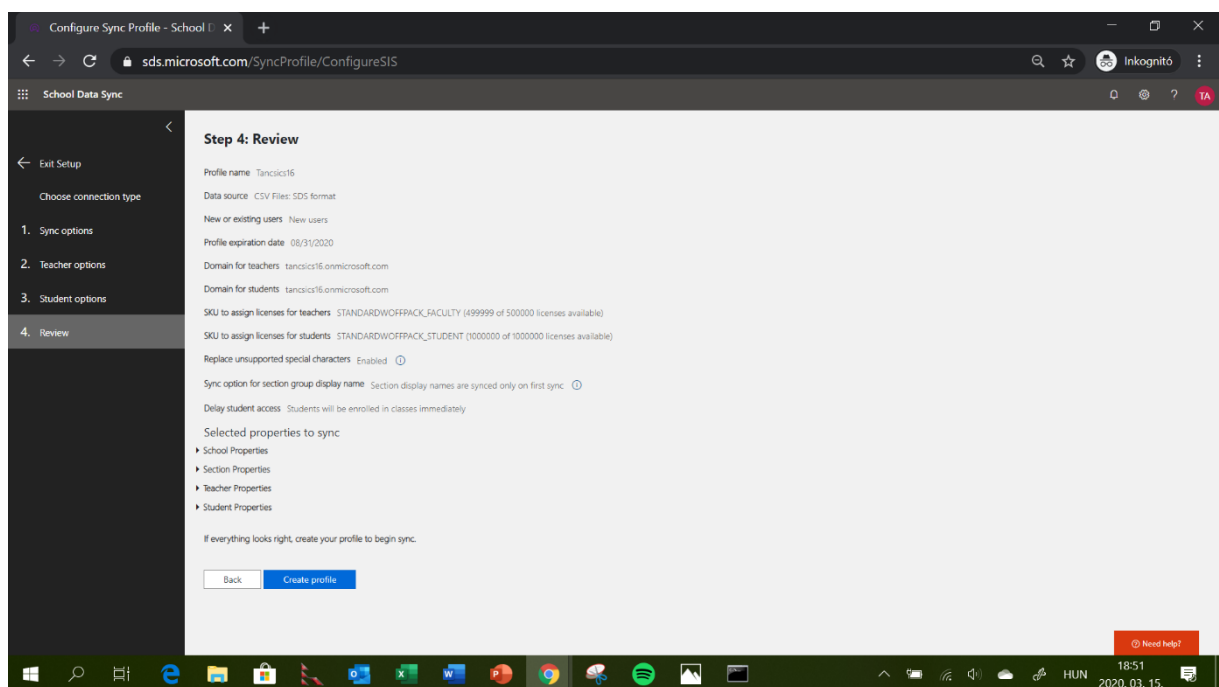 Configure Sync Profile - School D
sds.microsoft.com/SyncProfile/ConfigureSIS
Inkognitó
School Data Sync
? TA
Exit Setup
Choose connection type
1. Sync options
2. Teacher options
3. Student options
4. Review
Step 4: Review
Profile name Tancsics16
Data source CSV Files: SDS format
New or existing users New users
Profile expiration date 08/31/2020
Domain for teachers tancsics16.onmicrosoft.com
Domain for students tancsics16.onmicrosoft.com
SKU to assign licenses for teachers STANDARDWOFFPACK_FACULTY (499999 of 500000 licenses available)
SKU to assign licenses for students STANDARDWOFFPACK_STUDENT (1000000 of 1000000 licenses available)
Replace unsupported special characters Enabled
Sync option for section group display name Section display names are synced only on first sync
Delay student access Students will be enrolled in classes immediately
Selected properties to sync
School Properties
Section Properties
Teacher Properties
Student Properties
If everything looks right, create your profile to begin sync.
Back Create profile
Need help?
HUN
18:51
2020. 03. 15.